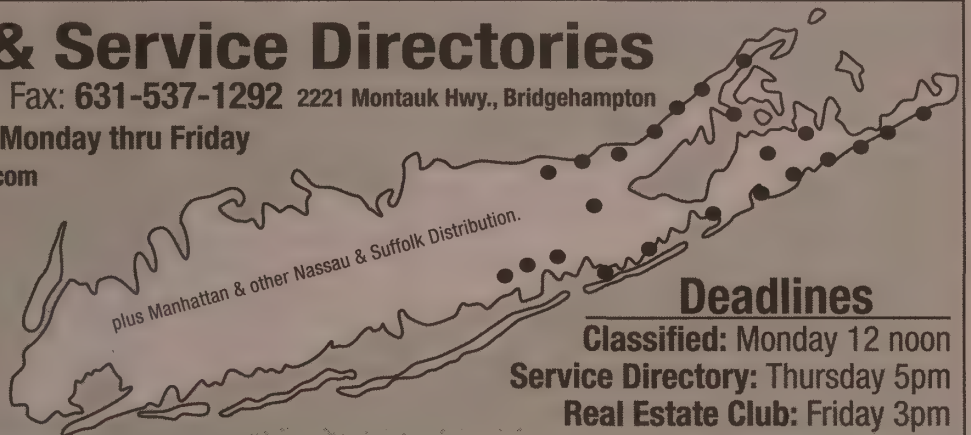 & Service Directories
Fax: 631-537-1292 2221 Montauk Hwy., Bridgehampton
Monday thru Friday
com
plus Manhattan & other Nassau & Suffolk Distribution.
Deadlines
Classified: Monday 12 noon
Service Directory: Thursday 5pm
Real Estate Club: Friday 3pm